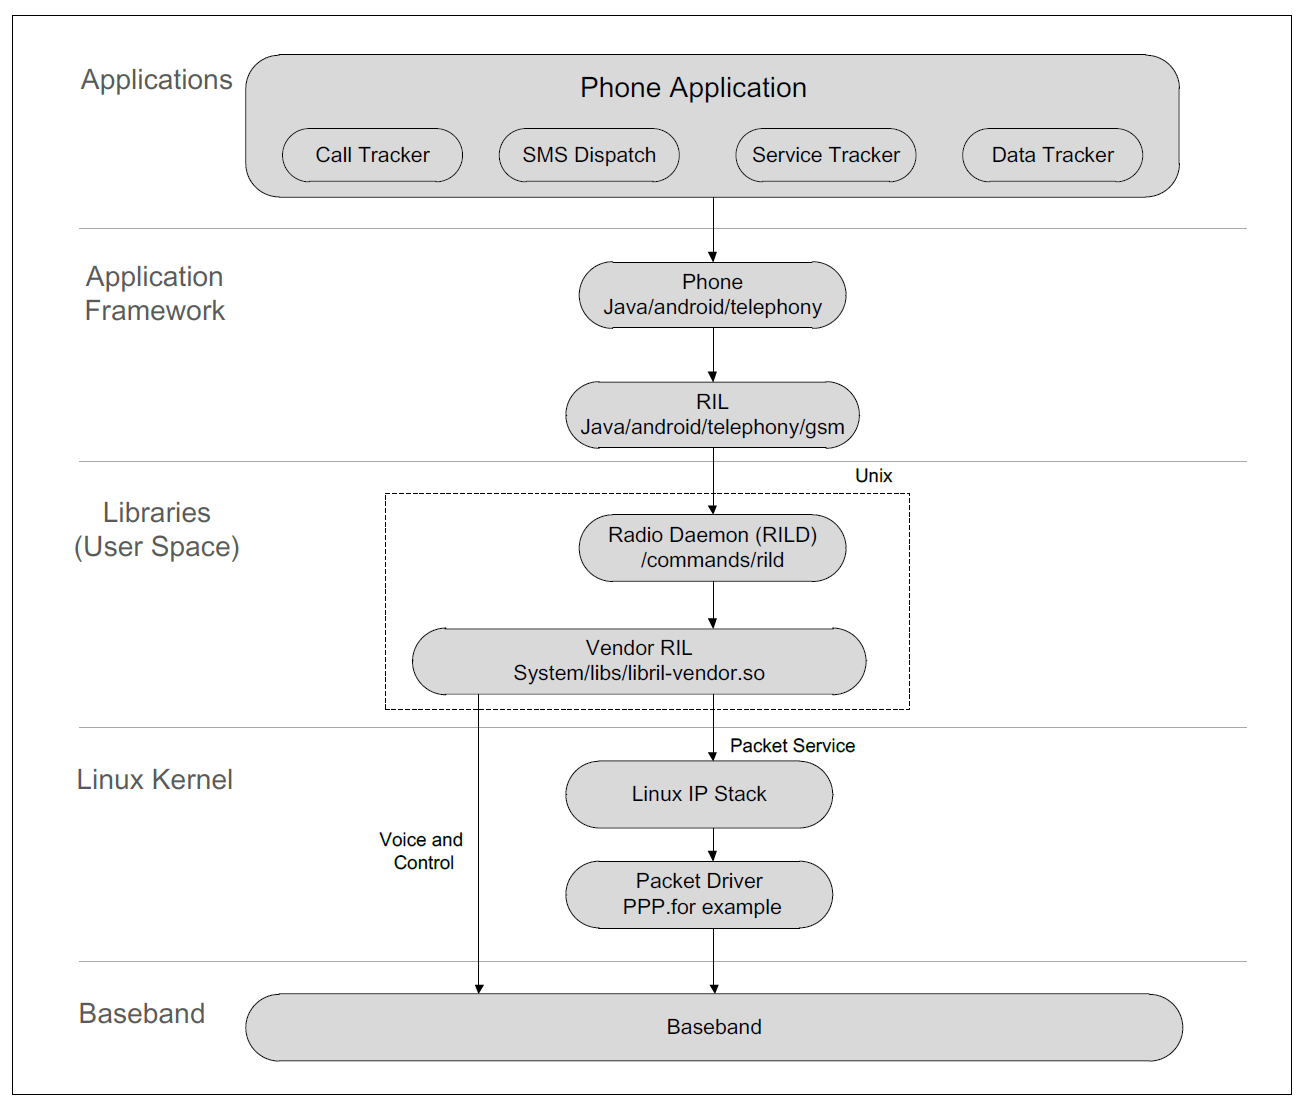 Applications
Phone Application
Call Tracker
SMS Dispatch
Service Tracker
Data Tracker
Application
Framework
Phone
Java/android/telephony
RIL
Java/android/telephony/gsm
Unix
Libraries
(User Space)
Radio Daemon (RILD)
/commands/rild
Vendor RIL
System/libs/libril-vendor.so
Packet Service
Linux Kernel
Linux IP Stack
Voice and
Control
Packet Driver
PPP.for example
Baseband
Baseband